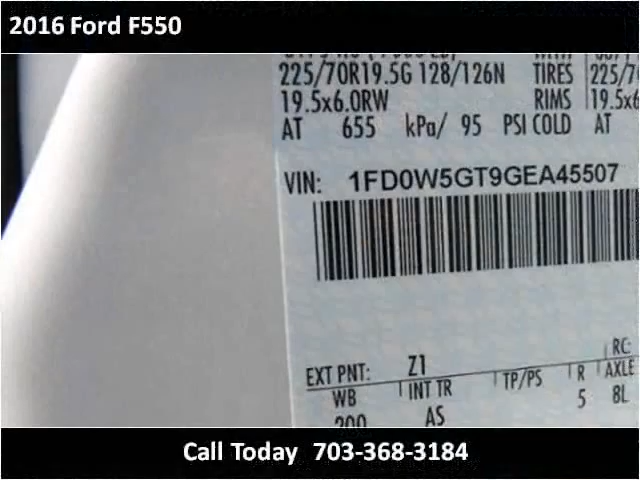 2016 Ford F550
225/70R19.5G 128/126N TIRES 225/70
19.5x6.0RW RIMS 19.5x6
AT 655 kPa/ 95 PSI COLD AT
VIN: 1FD0W5GT9GEA45507
RC:
EXT PNT: Z1 AXLE
WB INT TR TP/PS R 8L
200 AS 5
Call Today 703-368-3184